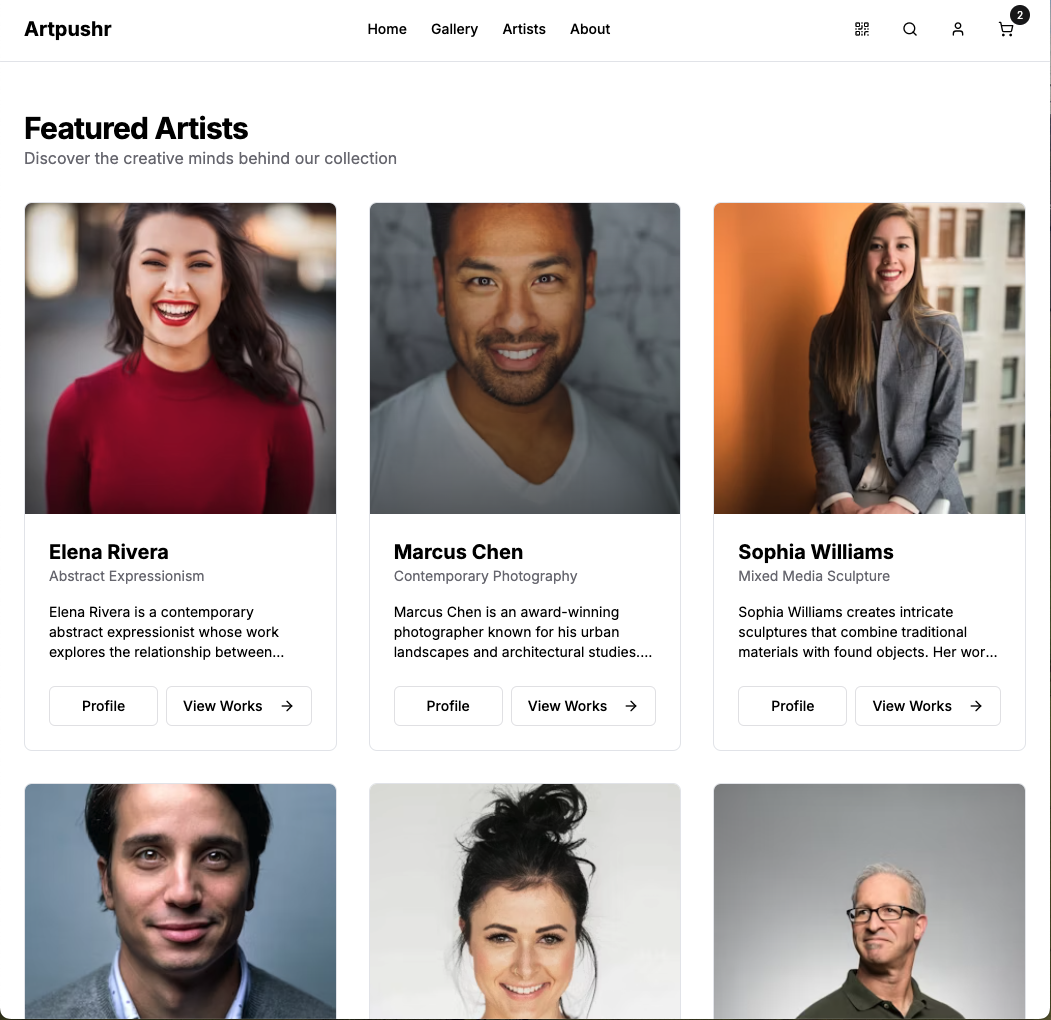 Artpushr
Home Gallery Artists About
2
Featured Artists
Discover the creative minds behind our collection
Elena Rivera
Abstract Expressionism
Elena Rivera is a contemporary
abstract expressionist whose work
explores the relationship between...
Profile View Works →
Marcus Chen
Contemporary Photography
Marcus Chen is an award-winning
photographer known for his urban
landscapes and architectural studies....
Profile View Works →
Sophia Williams
Mixed Media Sculpture
Sophia Williams creates intricate
sculptures that combine traditional
materials with found objects. Her wor...
Profile View Works →